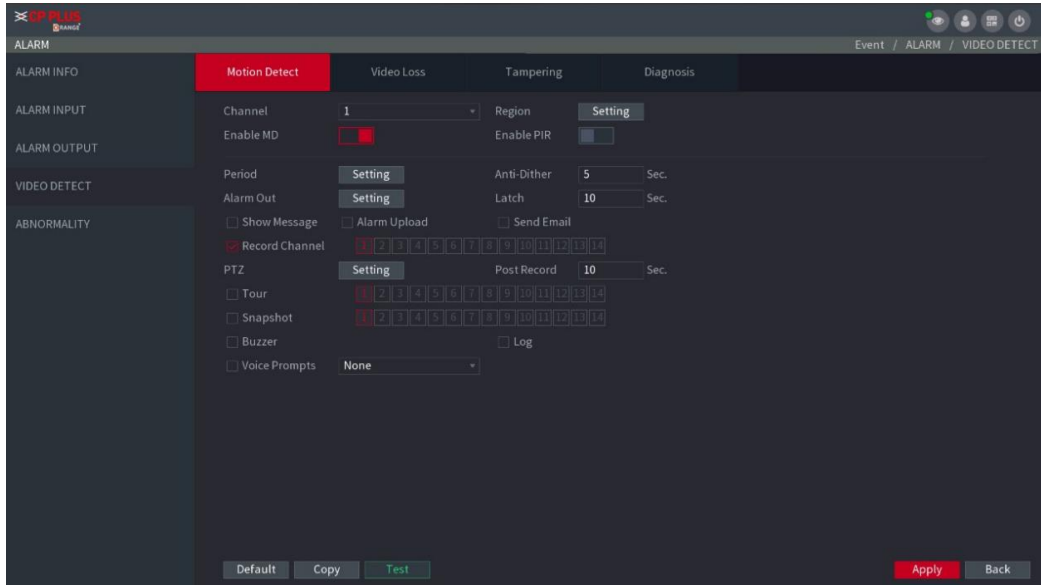 CP PLUS
ORANGE
ALARM
Event / ALARM / VIDEO DETECT
ALARM INFO
ALARM INPUT
ALARM OUTPUT
VIDEO DETECT
ABNORMALITY
Motion Detect Video Loss Tampering Diagnosis
Channel 1 Region Setting
Enable MD Enable PIR
Period Setting Anti-Dither 5 Sec.
Alarm Out Setting Latch 10 Sec.
Show Message Alarm Upload Send Email
Record Channel 1 2 3 4 5 6 7 8 9 10 11 12 13 14
PTZ Setting Post Record 10 Sec.
Tour 1 2 3 4 5 6 7 8 9 10 11 12 13 14
Snapshot 1 2 3 4 5 6 7 8 9 10 11 12 13 14
Buzzer Log
Voice Prompts None
Default Copy Test Apply Back